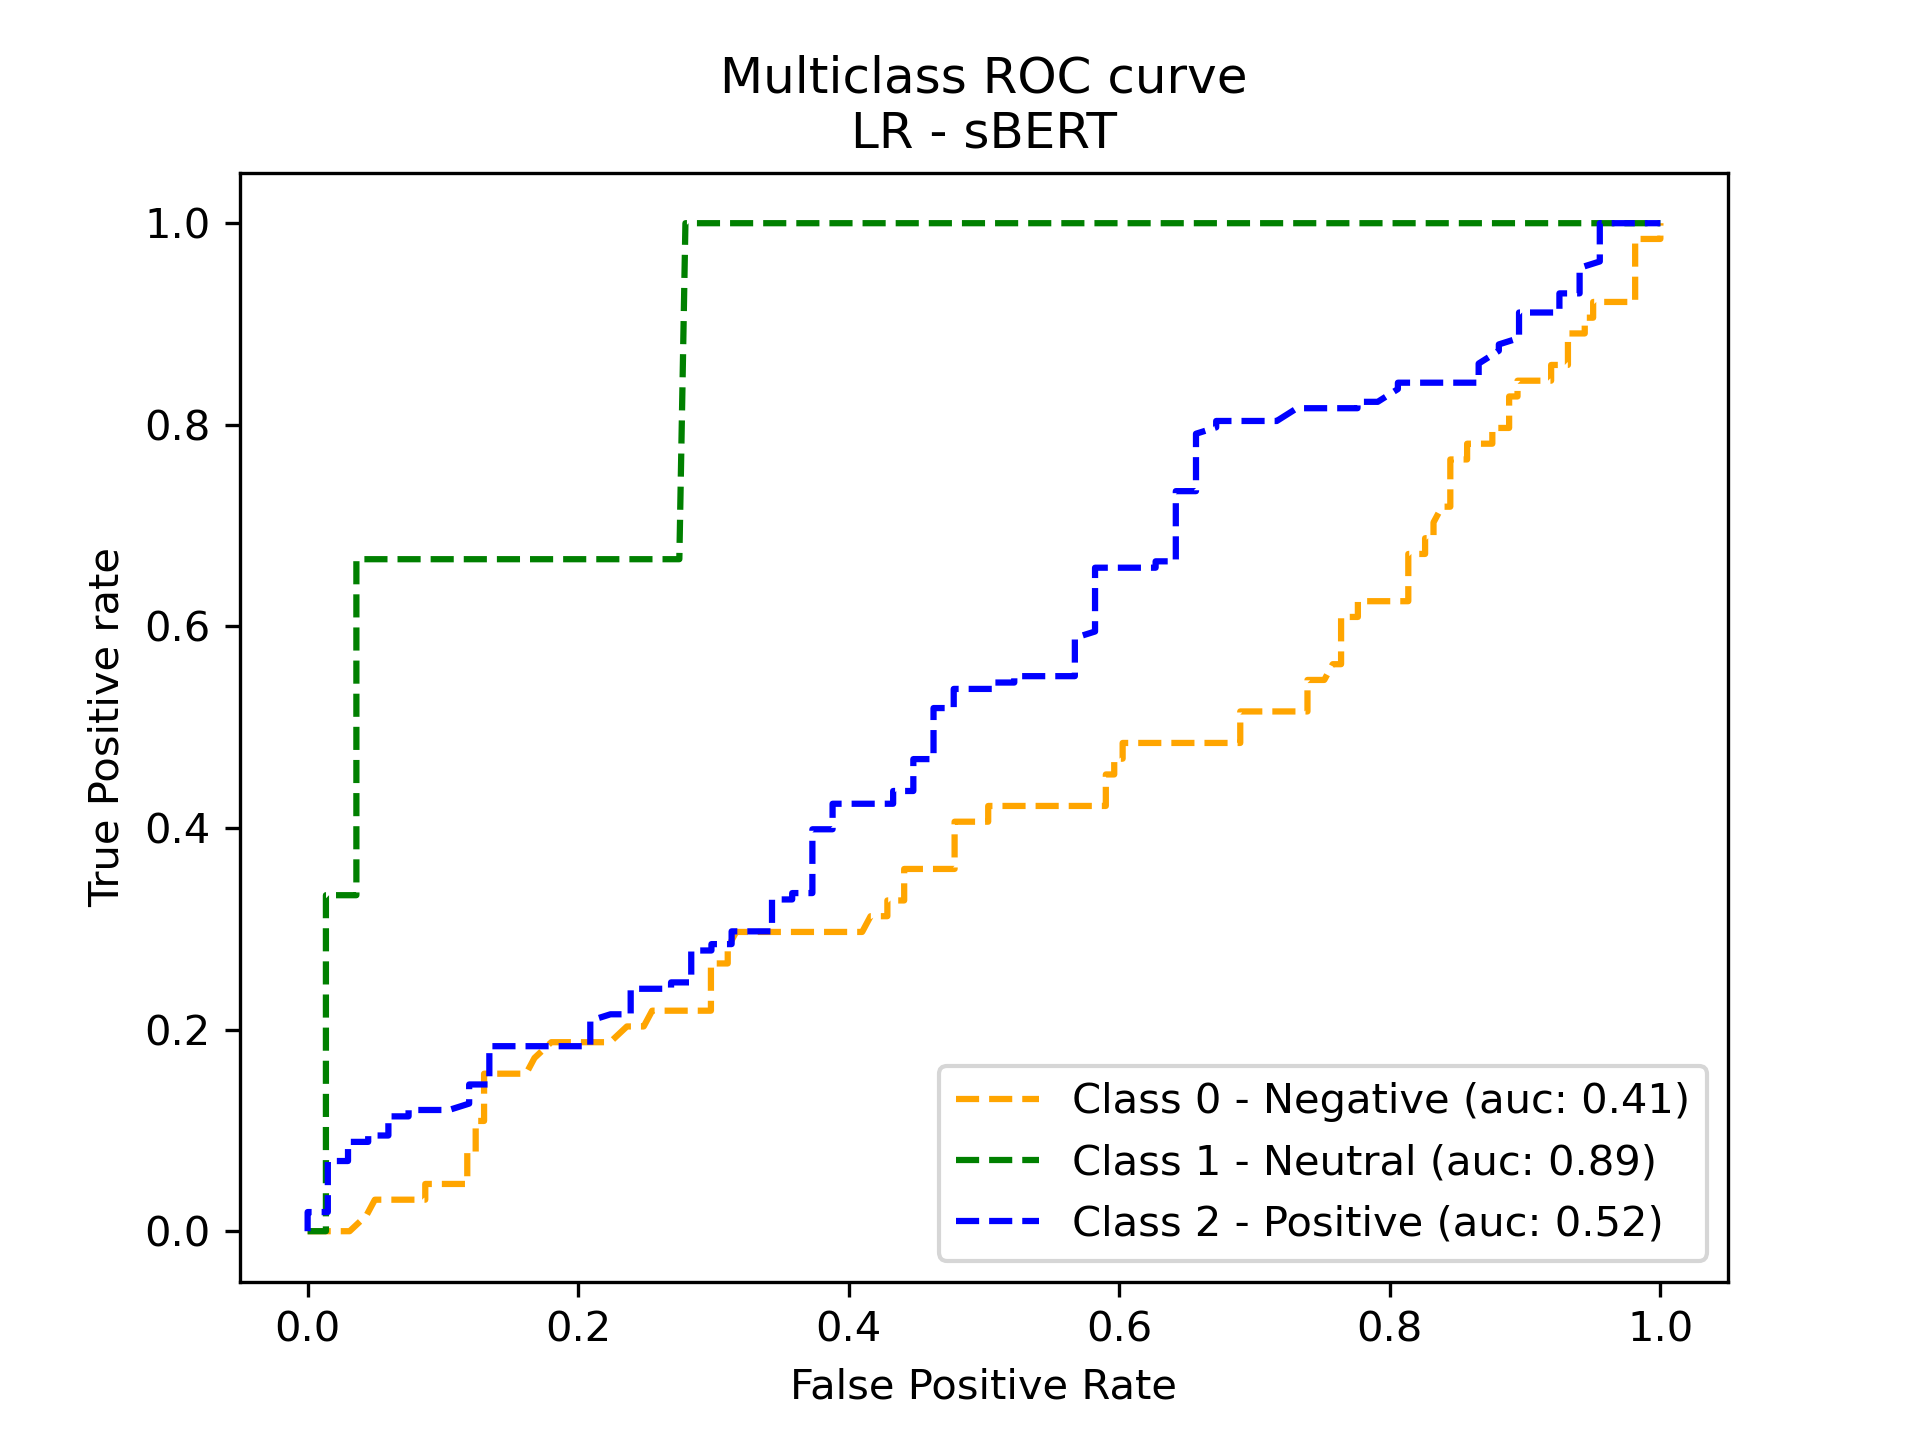 Multiclass ROC curve
LR - sBERT
True Positive rate
1.0
0.8
0.6
0.4
0.2
0.0
Class 0 - Negative (auc: 0.41)
Class 1 - Neutral (auc: 0.89)
Class 2 - Positive (auc: 0.52)
0.0 0.2 0.4 0.6 0.8 1.0
False Positive Rate